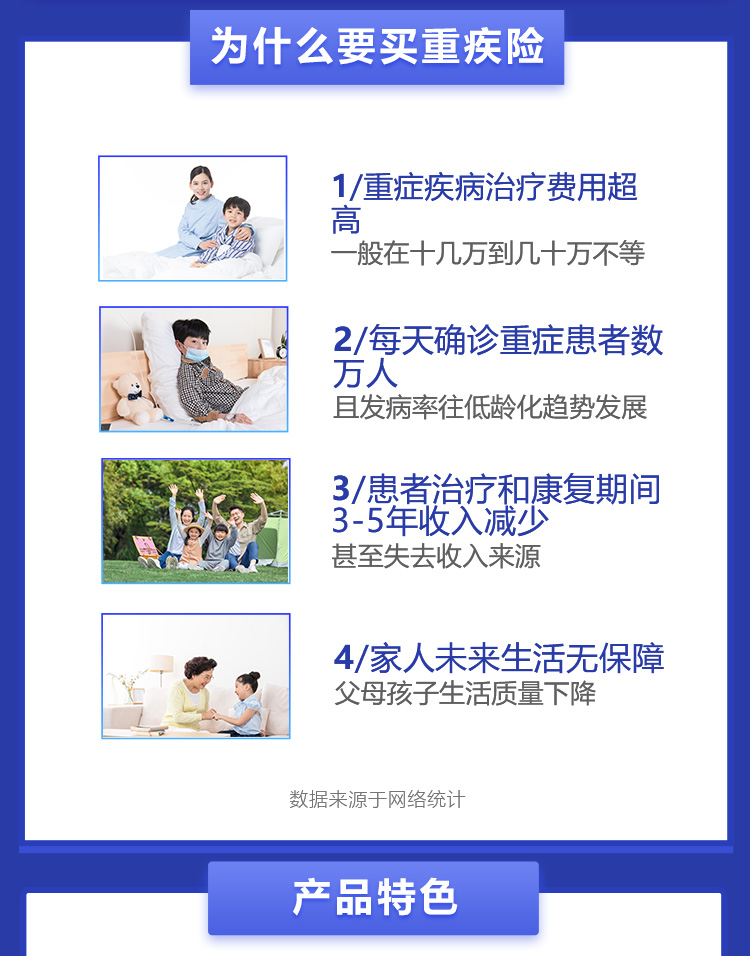 为什么要买重疾险
1/重症疾病治疗费用超
高
一般在十几万到几十万不等
2/每天确诊重症患者数
万人
且发病率往低龄化趋势发展
3/患者治疗和康复期间
3-5年收入减少
甚至失去收入来源
4/家人未来生活无保障
父母孩子生活质量下降
数据来源于网络统计
产品特色